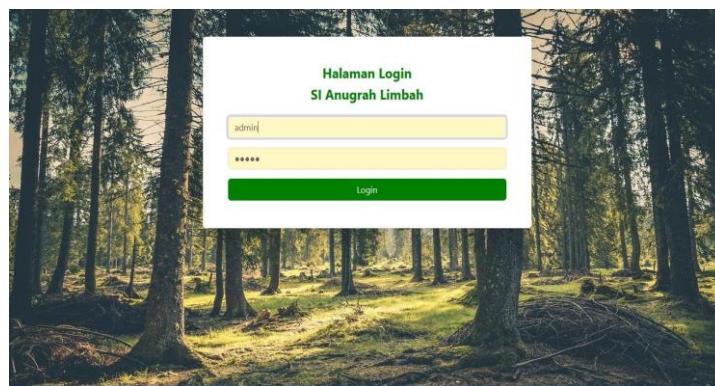 Halaman Login
SI Anugrah Limbah
admin
•••••
Login